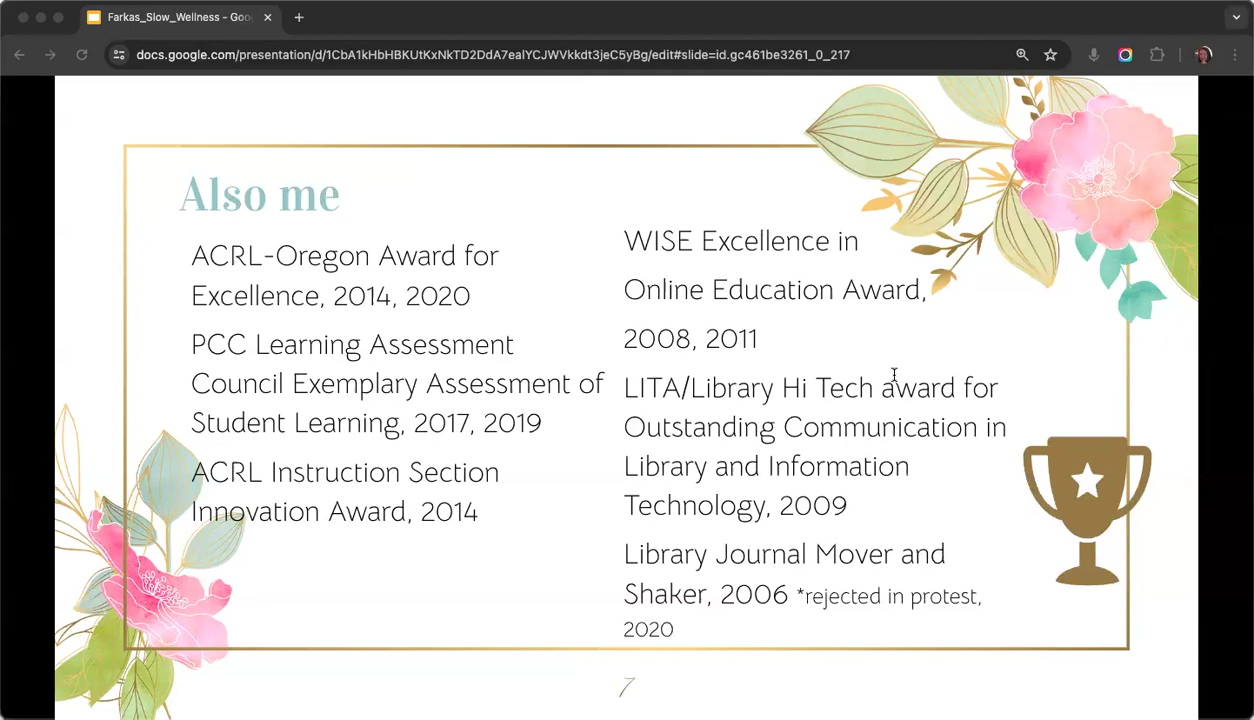 Farkas_Slow_Wellness - Goo
docs.google.com/presentation/d/1CbA1kHbHBKUtKxNkTD2DdA7ealYCJWVkkdt3jeC5yBg/edit#slide=id.gc461be3261_0_217
Also me
ACRL-Oregon Award for
Excellence, 2014, 2020
PCC Learning Assessment
Council Exemplary Assessment of
Student Learning, 2017, 2019
ACRL Instruction Section
Innovation Award, 2014
WISE Excellence in
Online Education Award,
2008, 2011
LITA/Library Hi Tech award for
Outstanding Communication in
Library and Information
Technology, 2009
Library Journal Mover and
Shaker, 2006 *rejected in protest,
2020
7